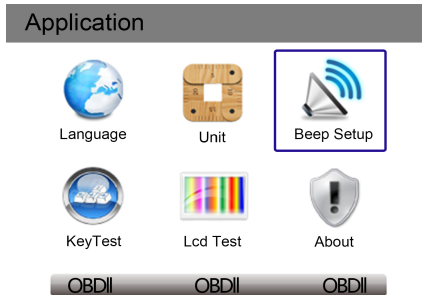 Application
Language Unit Beep Setup
KeyTest Lcd Test About
OBDII OBDII OBDII